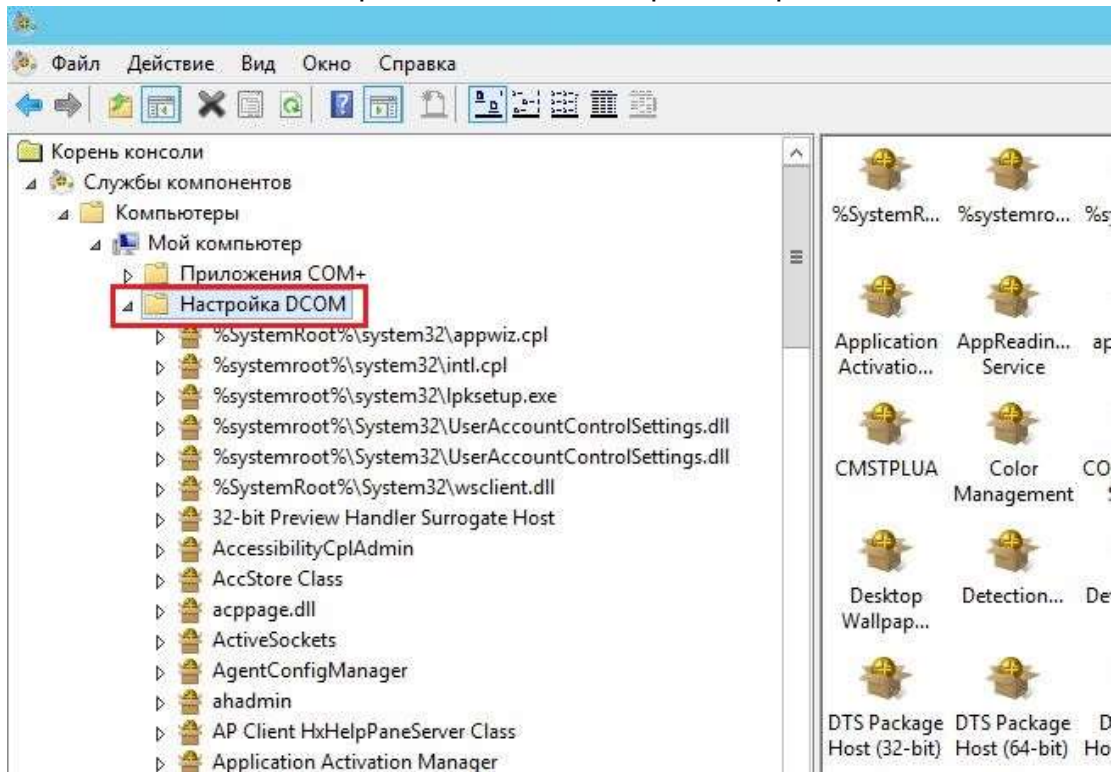 Файл Действие Вид Окно Справка
Корень консоли
Службы компонентов
Компьютеры
Мой компьютер
Приложения COM+
Настройка DCOM
%SystemRoot%\system32\appwiz.cpl
%systemroot%\system32\intl.cpl
%systemroot%\system32\lpksetup.exe
%systemroot%\System32\UserAccountControlSettings.dll
%systemroot%\System32\UserAccountControlSettings.dll
%SystemRoot%\System32\wsclient.dll
32-bit Preview Handler Surrogate Host
AccessibilityCplAdmin
AccStore Class
acppage.dll
ActiveSockets
AgentConfigManager
ahadmin
AP Client HxHelpPaneServer Class
Application Activation Manager
%SystemR... %systemro...
Application AppReadin...
Activatio... Service
CMSTPLUA Color
Management
Desktop Detection...
Wallpap...
DTS Package DTS Package
Host (32-bit) Host (64-bit)